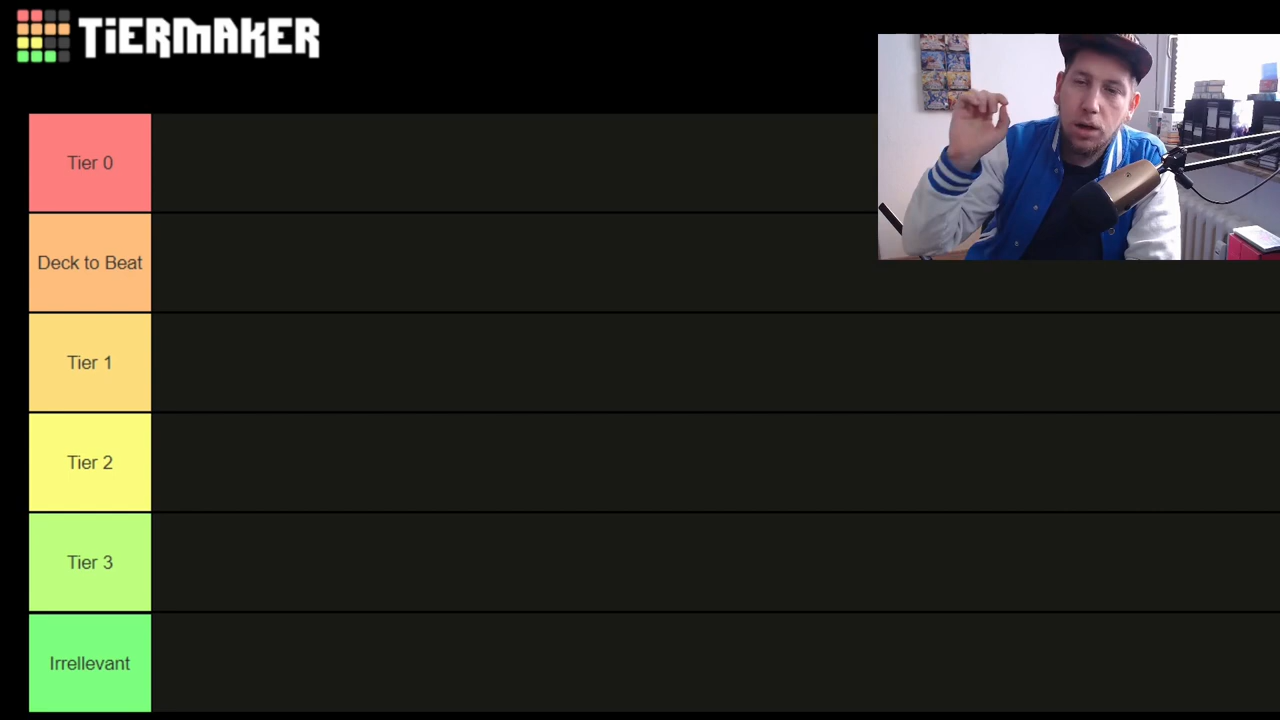 TiERMAKER
Tier 0
Deck to Beat
Tier 1
Tier 2
Tier 3
Irrellevant